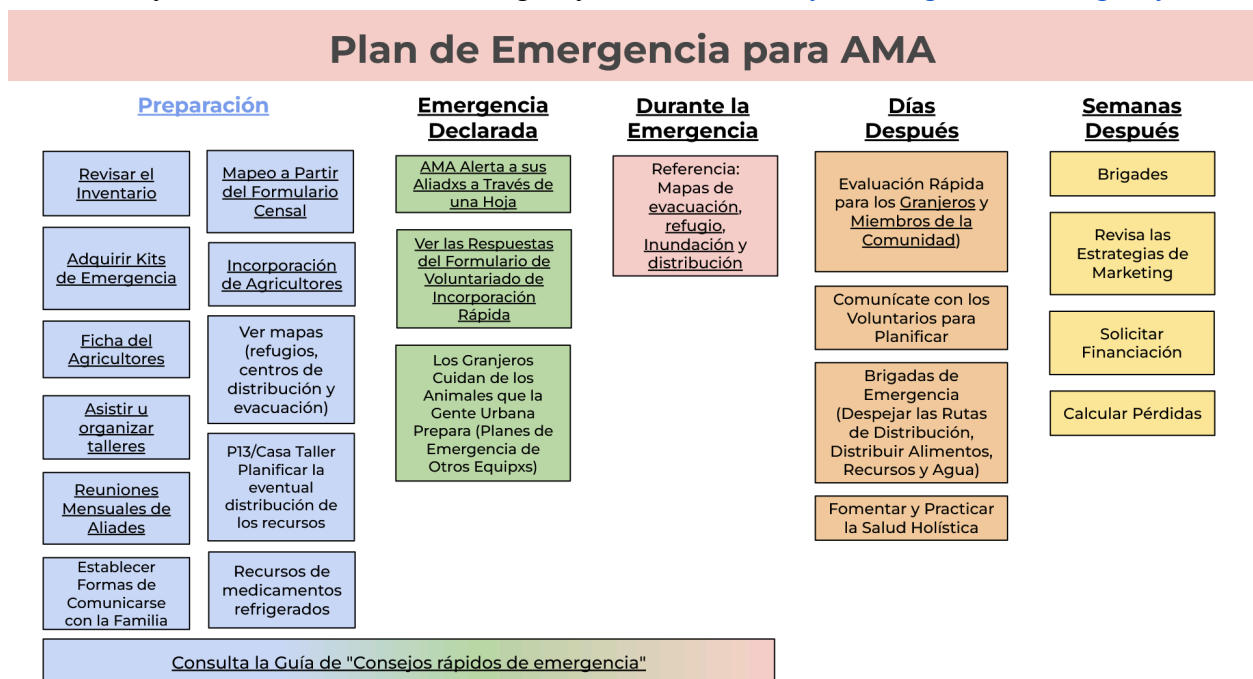 Plan de Emergencia para AMA
Preparación
Revisar el
Inventario
Adquirir Kits
de Emergencia
Ficha del
Agricultores
Asistir u
organizar
talleres
Reuniones
Mensuales de
Aliades
Establecer
Formas de
Comunicarse
con la Familia
Mapeo a Partir
del Formulario
Censal
Incorporación
de Agricultores
Ver mapas
(refugios,
centros de
distribución y
evacuación)
P13/Casa Taller
Planificar la
eventual
distribución de
los recursos
Recursos de
medicamentos
refrigerados
Emergencia
Declarada
AMA Alerta a sus
Aliadxs a Través de
una Hoja
Ver las Respuestas
del Formulario de
Voluntariado de
Incorporación
Rápida
Los Granjeros
Cuidan de los
Animales que la
Gente Urbana
Prepara (Planes de
Emergencia de
Otros Equipxs)
Durante la
Emergencia
Referencia:
Mapas de
evacuación,
refugio,
Inundación y
distribución
Días
Después
Evaluación Rápida
para los Granjeros y
Miembros de la
Comunidad)
Comunícate con los
Voluntarios para
Planificar
Brigadas de
Emergencia
(Despejar las Rutas
de Distribución,
Distribuir Alimentos,
Recursos y Agua)
Fomentar y Practicar
la Salud Holística
Semanas
Después
Brigades
Revisa las
Estrategias de
Marketing
Solicitar
Financiación
Calcular Pérdidas
Consulta la Guía de "Consejos rápidos de emergencia"